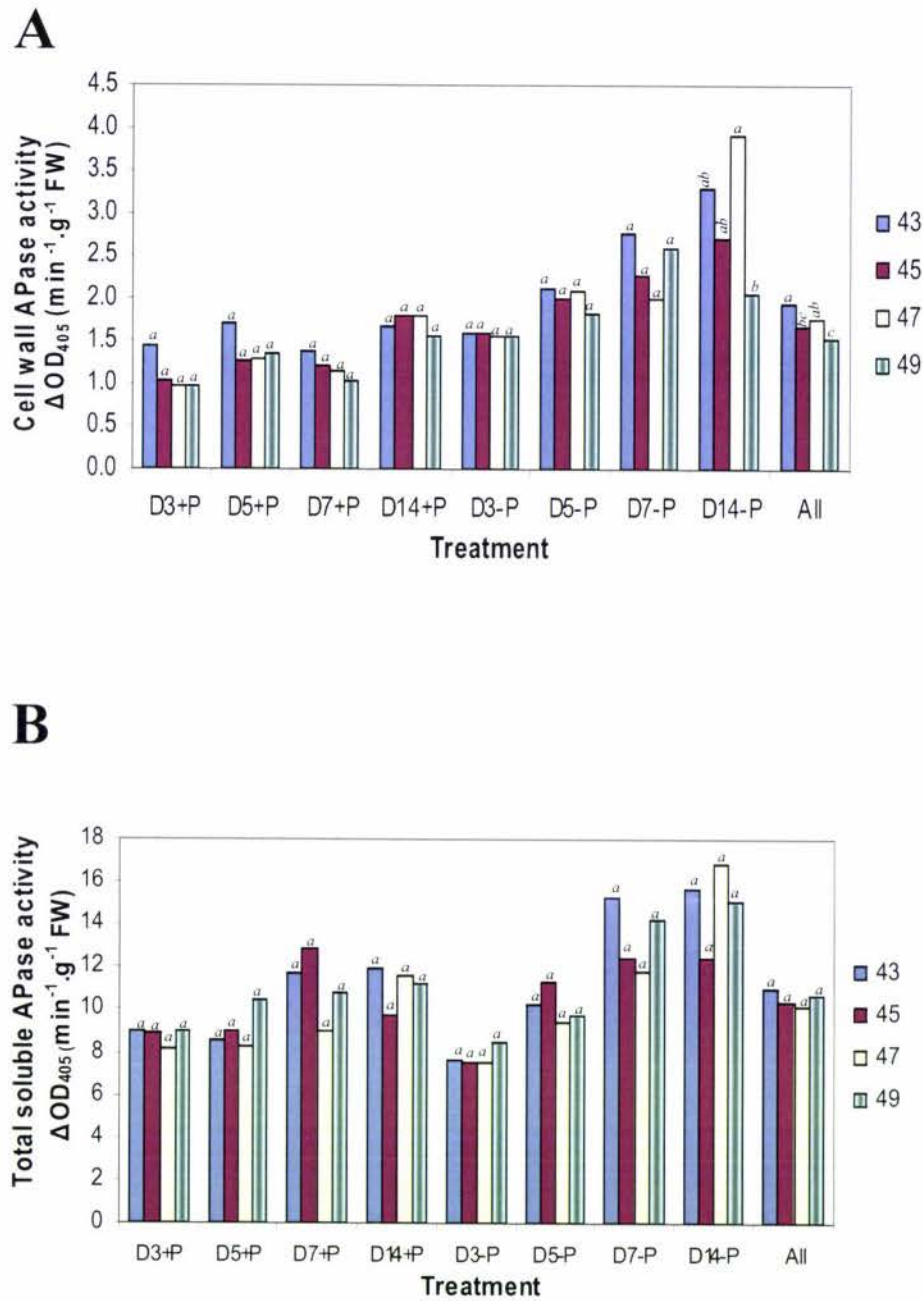 A
Cell wall APase activity
Δ OD405 (min-1.g-1 FW)
4.5
4.0
3.5
3.0
2.5
2.0
1.5
1.0
0.5
0.0
a
a a a
a
a a a
a
a a a
a a a
a
a a a a
a a a
a
a
a
a
a
ab
ab
a
b
a
bc
ab
c
D3+P D5+P D7+P D14+P D3-P D5-P D7-P D14-P All
Treatment
43
45
47
49
B
Total soluble APase activity
Δ OD405 (min-1.g-1 FW)
18
16
14
12
10
8
6
4
2
0
a a a a
a a a a
a a a a
a a a a
a a a a
a a a a
a a a a
a a a a
a a a a
D3+P D5+P D7+P D14+P D3-P D5-P D7-P D14-P All
Treatment
43
45
47
49